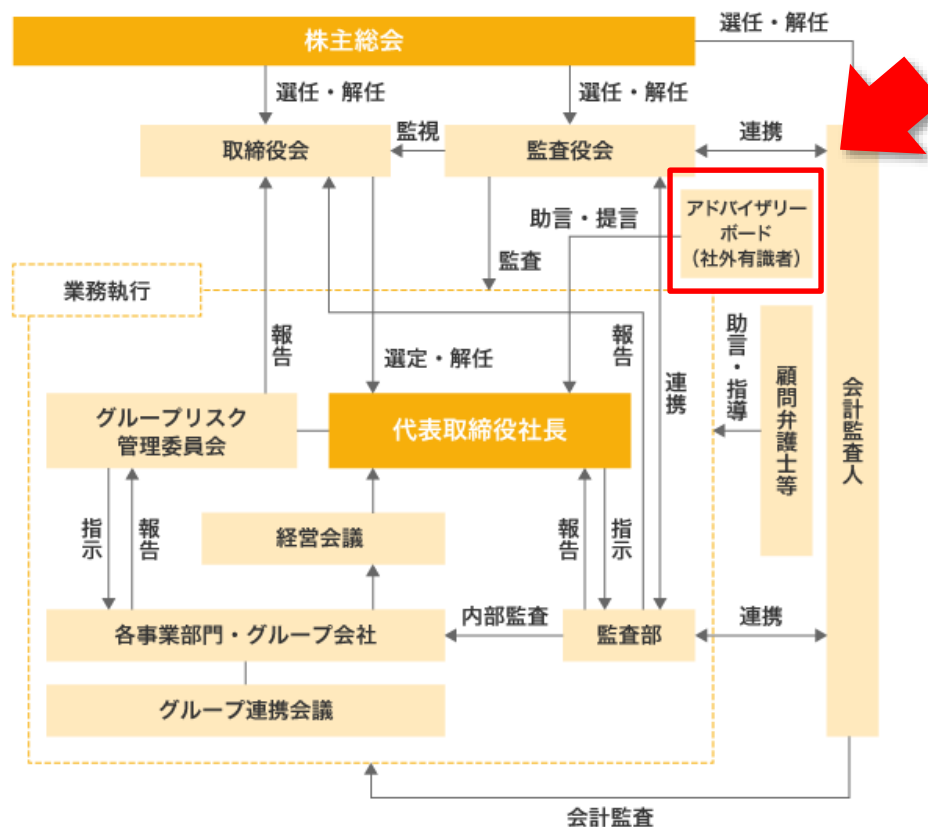 株主総会
選任・解任
選任・解任
選任・解任
取締役会
監視
監査役会
連携
アドバイザリー
ボード
（社外有識者）
助言・提言
監査
業務執行
報告
選定・解任
報告
連携
助言・指導
顧問弁護士等
会計監査人
グループリスク
管理委員会
代表取締役社長
指示
報告
経営会議
報告
指示
各事業部門・グループ会社
内部監査
監査部
連携
グループ連携会議
会計監査